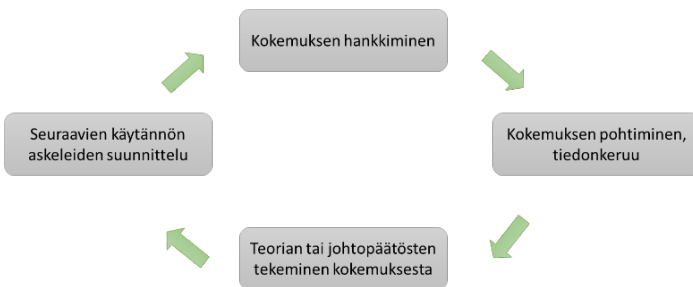 Kokemuksen hankkiminen
Kokemuksen pohtiminen,
tiedonkeruu
Teorian tai johtopäätösten
tekeminen kokemuksesta
Seuraavien käytännön
askeleiden suunnittelu